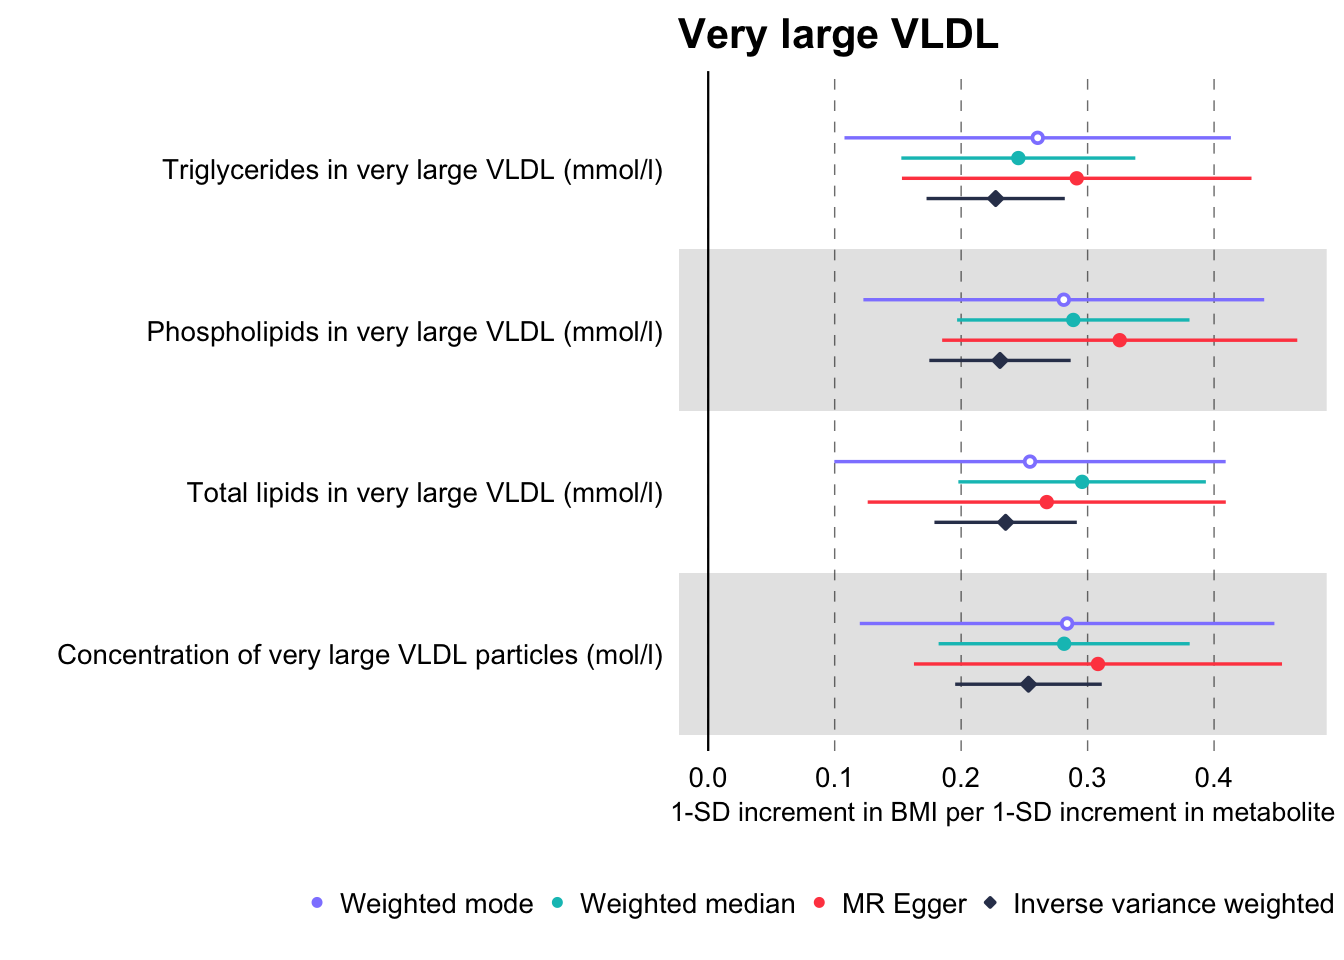 Very large VLDL
Triglycerides in very large VLDL (mmol/l)
Phospholipids in very large VLDL (mmol/l)
Total lipids in very large VLDL (mmol/l)
Concentration of very large VLDL particles (mol/l)
0.0 0.1 0.2 0.3 0.4
1-SD increment in BMI per 1-SD increment in metabolite
Weighted mode Weighted median MR Egger Inverse variance weighted